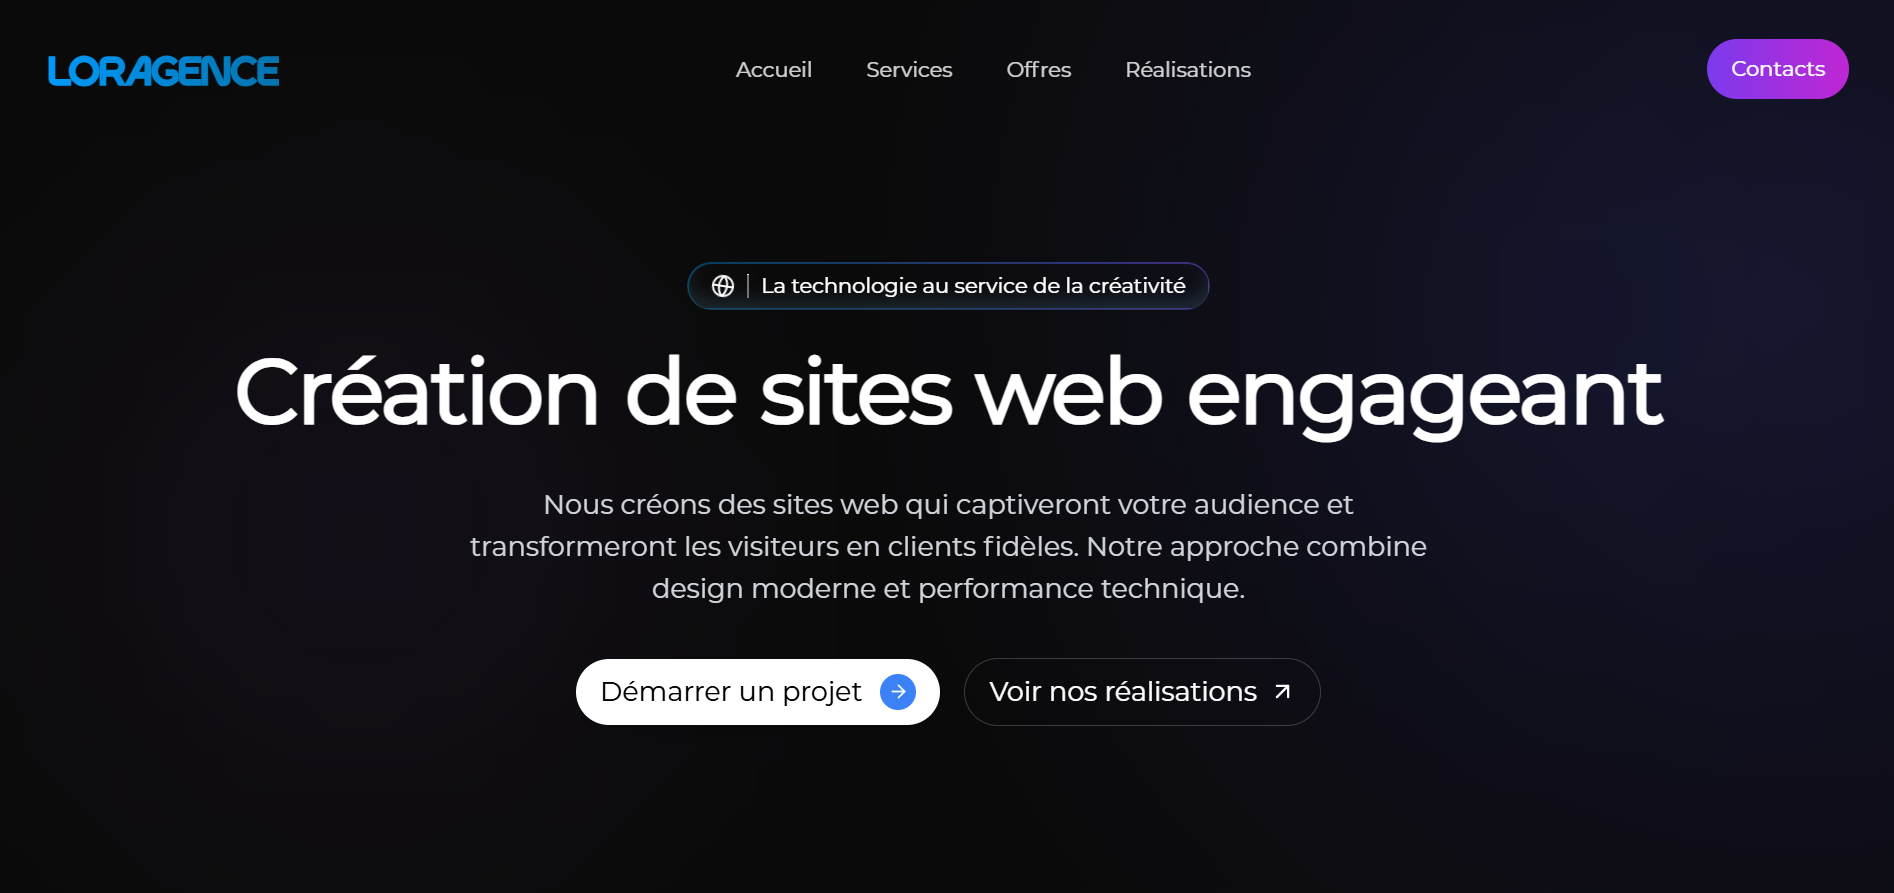 LORAGENCE
Accueil Services Offres Réalisations
Contacts
La technologie au service de la créativité
Création de sites web engageant
Nous créons des sites web qui captiveront votre audience et
transformeront les visiteurs en clients fidèles. Notre approche combine
design moderne et performance technique.
Démarrer un projet
Voir nos réalisations